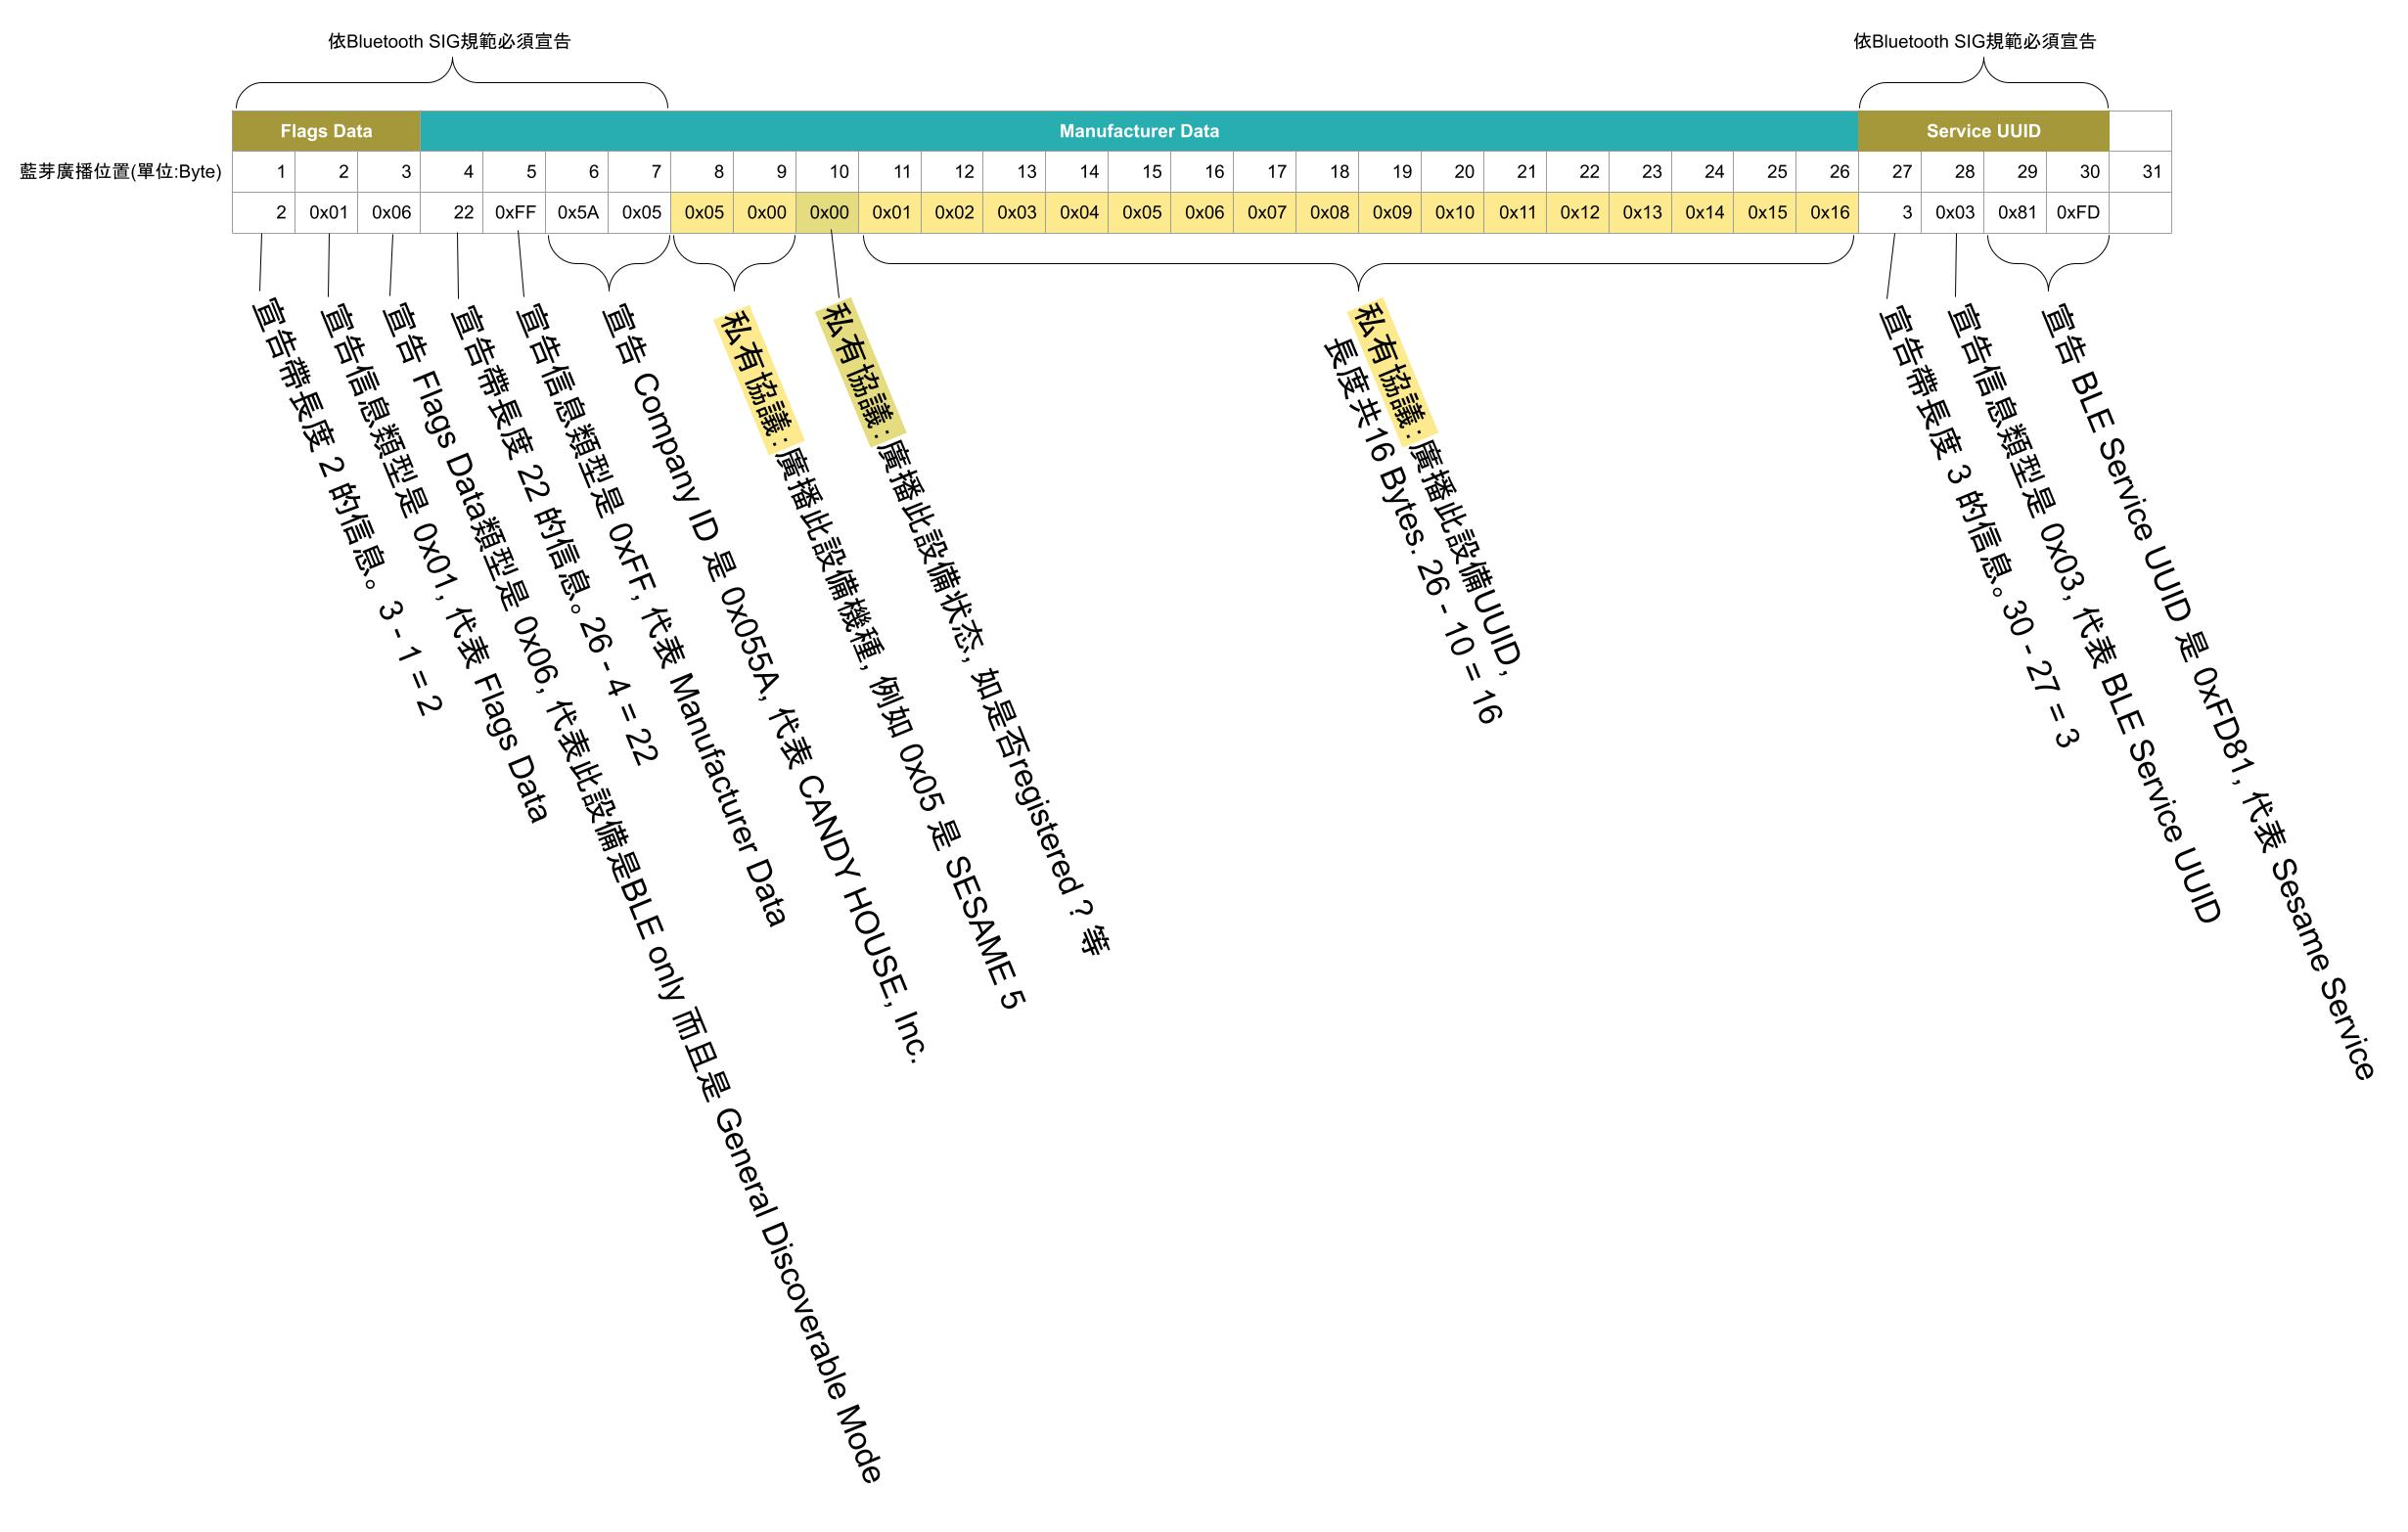 依Bluetooth SIG規範必須宣告
依Bluetooth SIG規範必須宣告
Flags Data Manufacturer Data Service UUID
藍芽廣播位置(單位:Byte) 1 2 3 4 5 6 7 8 9 10 11 12 13 14 15 16 17 18 19 20 21 22 23 24 25 26 27 28 29 30 31
2 0x01 0x06 22 0xFF 0x5A 0x05 0x05 0x00 0x00 0x01 0x02 0x03 0x04 0x05 0x06 0x07 0x08 0x09 0x10 0x11 0x12 0x13 0x14 0x15 0x16 3 0x03 0x81 0xFD
宣告帶長度 2 的信息。3 - 1 = 2
宣告信息類型是 0x01, 代表 Flags Data
宣告 Flags Data類型是 0x06, 代表此設備是BLE only 而且是 General Discoverable Mode
宣告帶長度 22 的信息。26 - 4 = 22
宣告信息類型是 0xFF, 代表 Manufacturer Data
宣告 Company ID 是 0x055A, 代表 CANDY HOUSE, Inc.
私有協議:廣播此設備機種, 例如 0x05 是 SESAME 5
私有協議:廣播此設備状态, 如是否registered ? 等
私有協議:廣播此設備UUID,
長度共16 Bytes. 26 - 10 = 16
宣告帶長度 3 的信息。30 - 27 = 3
宣告信息類型是 0x03, 代表 BLE Service UUID
宣告 BLE Service UUID 是 0xFD81, 代表 Sesame Service